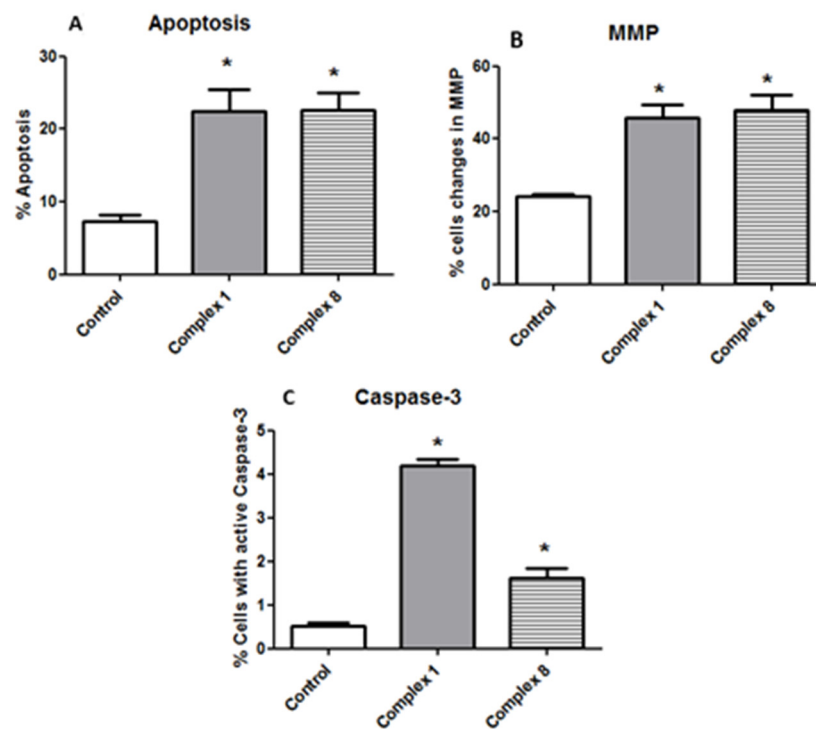 A Apoptosis
% Apoptosis
30
20
10
0
*
*
Control
Complex 1
Complex 8
B MMP
% cells changes in MMP
60
40
20
0
*
*
Control
Complex 1
Complex 8
C Caspase-3
% Cells with active Caspase-3
5
4
3
2
1
0
*
*
Control
Complex 1
Complex 8